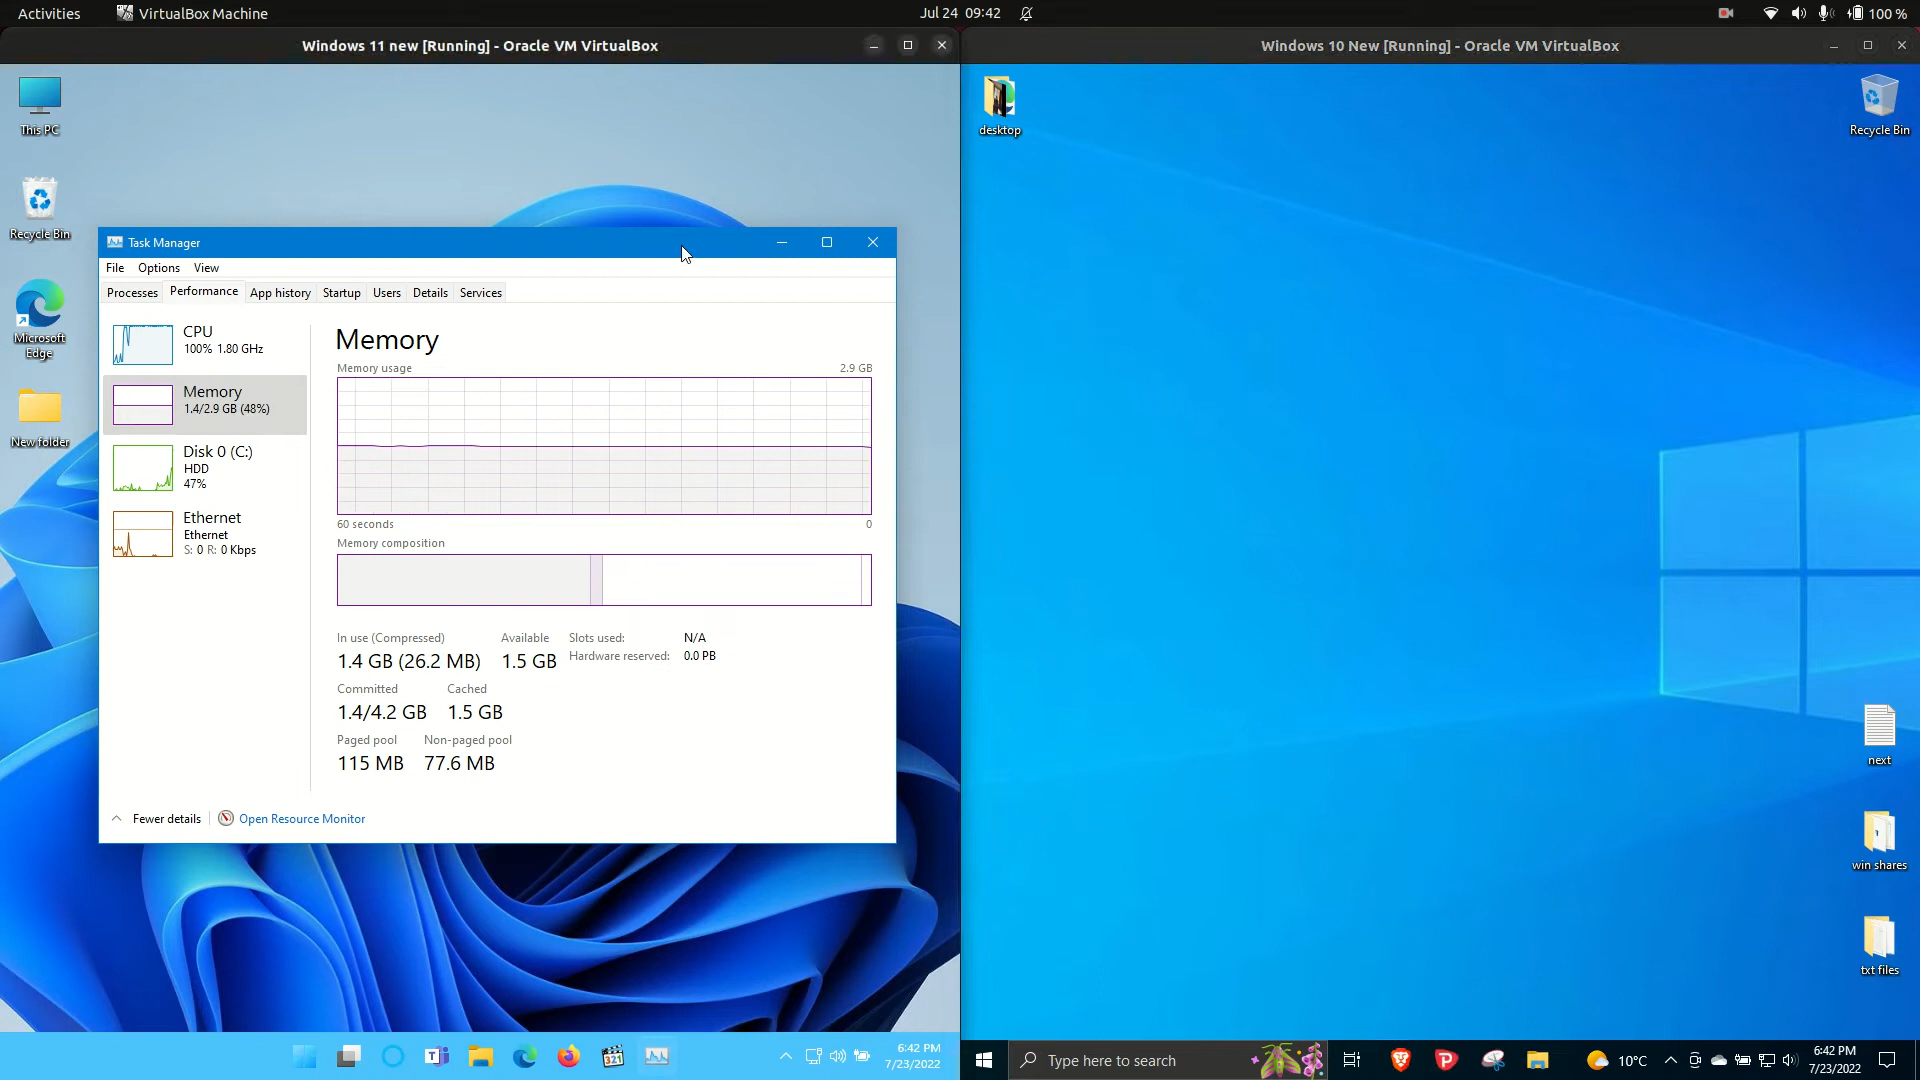 Activities
VirtualBox Machine
Jul 24 09:42
100 %
Windows 11 new [Running] - Oracle VM VirtualBox
Windows 10 New [Running] - Oracle VM VirtualBox
This PC
Recycle Bin
Microsoft
Edge
New folder
Task Manager
File Options View
Processes Performance App history Startup Users Details Services
CPU
100% 1.80 GHz
Memory
1.4/2.9 GB (48%)
Disk 0 (C:)
HDD
47%
Ethernet
Ethernet
S: 0 R: 0 Kbps
Memory
Memory usage 2.9 GB
60 seconds 0
Memory composition
In use (Compressed) Available Slots used: N/A
1.4 GB (26.2 MB) 1.5 GB Hardware reserved: 0.0 PB
Committed Cached
1.4/4.2 GB 1.5 GB
Paged pool Non-paged pool
115 MB 77.6 MB
Fewer details Open Resource Monitor
321
6:42 PM
7/23/2022
desktop
Recycle Bin
next
win shares
txt files
Type here to search
10°C
6:42 PM
7/23/2022